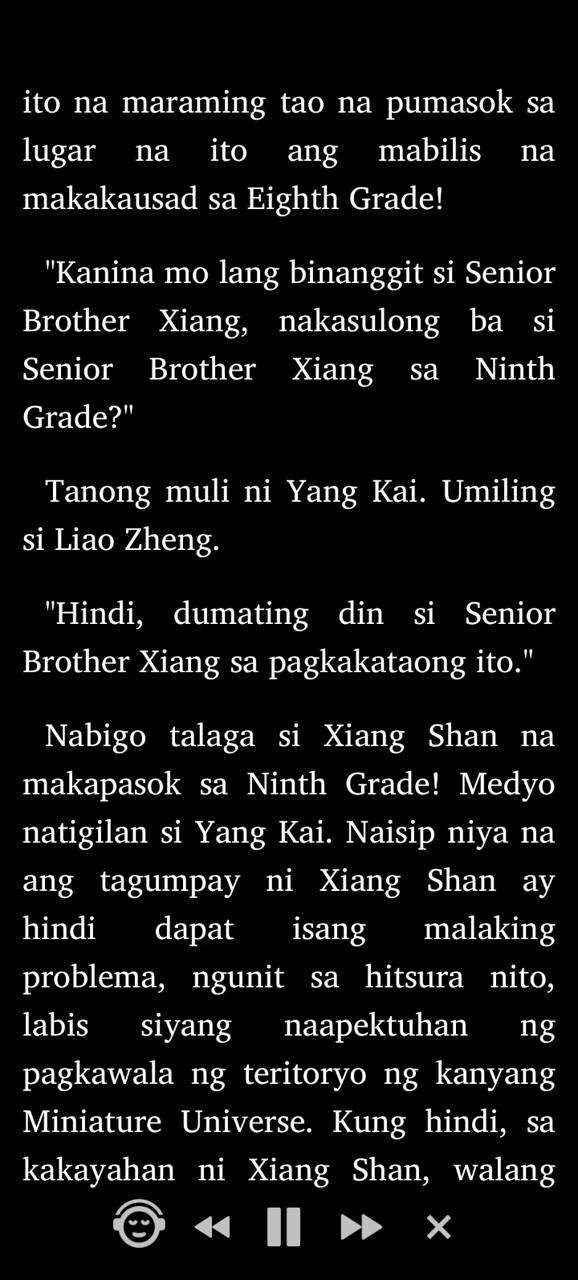 ito na maraming tao na pumasok sa
lugar na ito ang mabilis na
makakausad sa Eighth Grade!
"Kanina mo lang binanggit si Senior
Brother Xiang, nakasulong ba si
Senior Brother Xiang sa Ninth
Grade?"
Tanong muli ni Yang Kai. Umiling
si Liao Zheng.
"Hindi, dumating din si Senior
Brother Xiang sa pagkakataong ito."
Nabigo talaga si Xiang Shan na
makapasok sa Ninth Grade! Medyo
natigilan si Yang Kai. Naisip niya na
ang tagumpay ni Xiang Shan ay
hindi dapat isang malaking
problema, ngunit sa hitsura nito,
labis siyang naapektuhan ng
pagkawala ng teritoryo ng kanyang
Miniature Universe. Kung hindi, sa
kakayahan ni Xiang Shan, walang